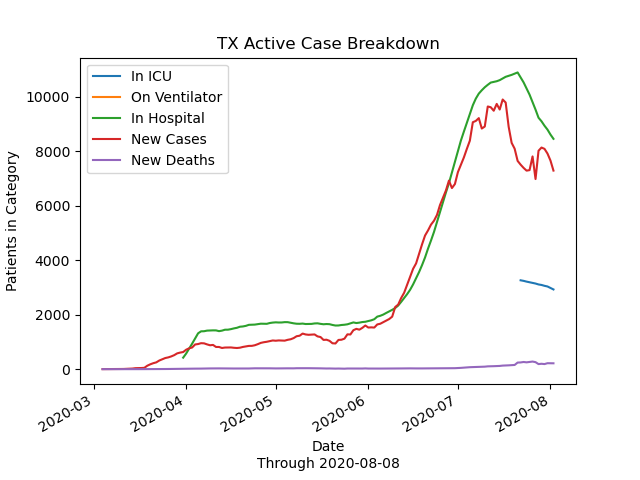 TX Active Case Breakdown
In ICU
On Ventilator
In Hospital
New Cases
New Deaths
Patients in Category
10000
8000
6000
4000
2000
0
2020-03
2020-04
2020-05
2020-06
2020-07
2020-08
Date
Through 2020-08-08